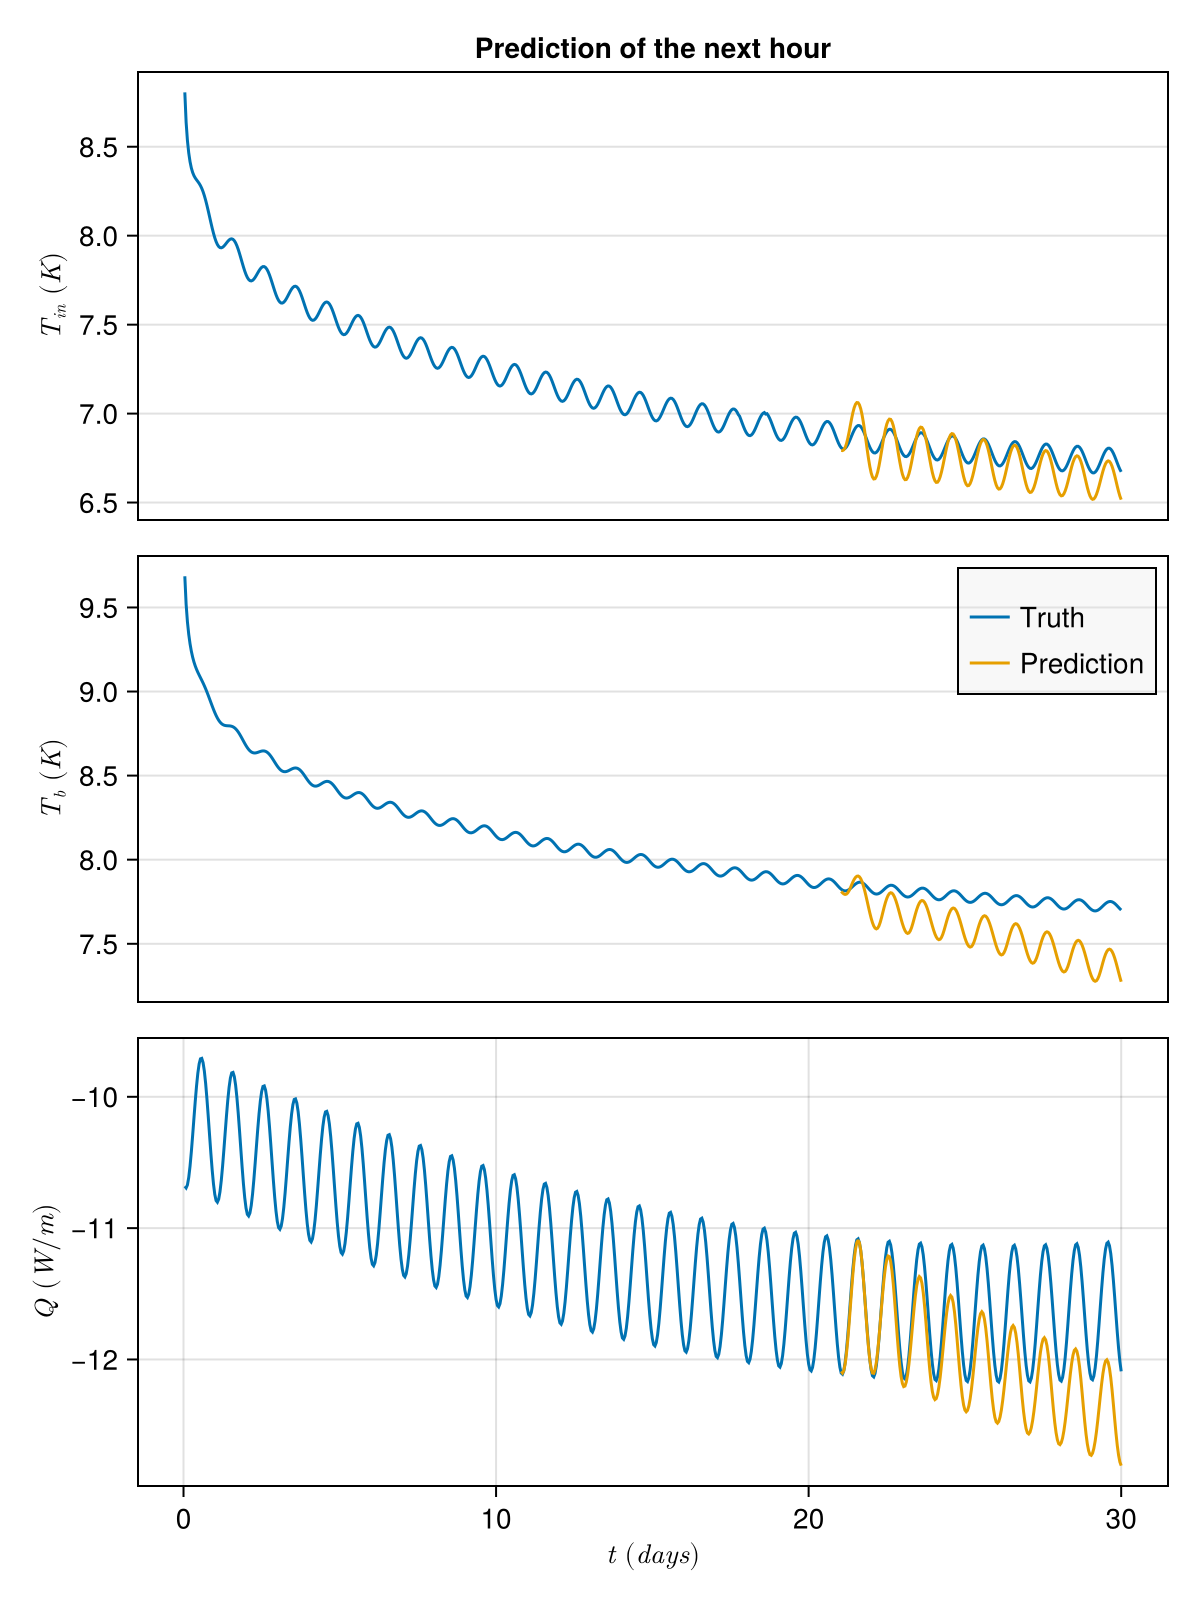 Prediction of the next hour
8.5
8.0
7.5
7.0
6.5
T_in (K)
9.5
9.0
8.5
8.0
7.5
T_b (K)
Truth
Prediction
−10
−11
−12
Q (W/m)
0 10 20 30
t (days)